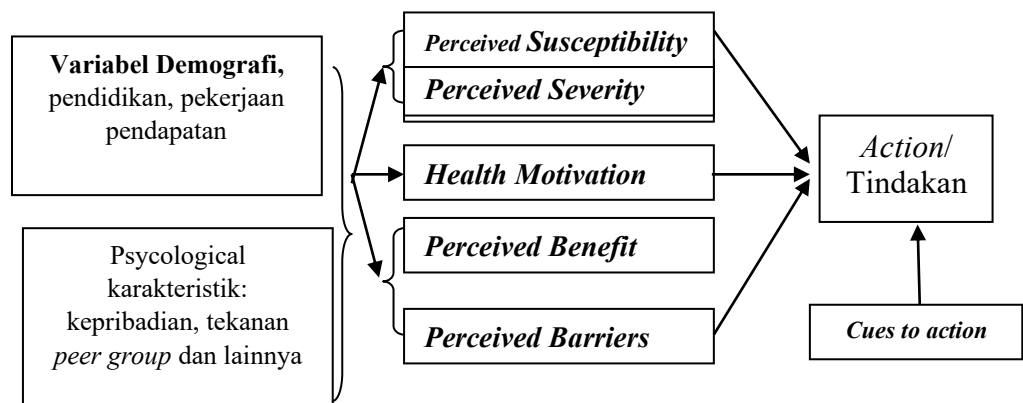 Variabel Demografi,
pendidikan, pekerjaan
pendapatan
Psycological
karakteristik:
kepribadian, tekanan
peer group dan lainnya
Perceived Susceptibility
Perceived Severity
Health Motivation
Perceived Benefit
Perceived Barriers
Action/
Tindakan
Cues to action